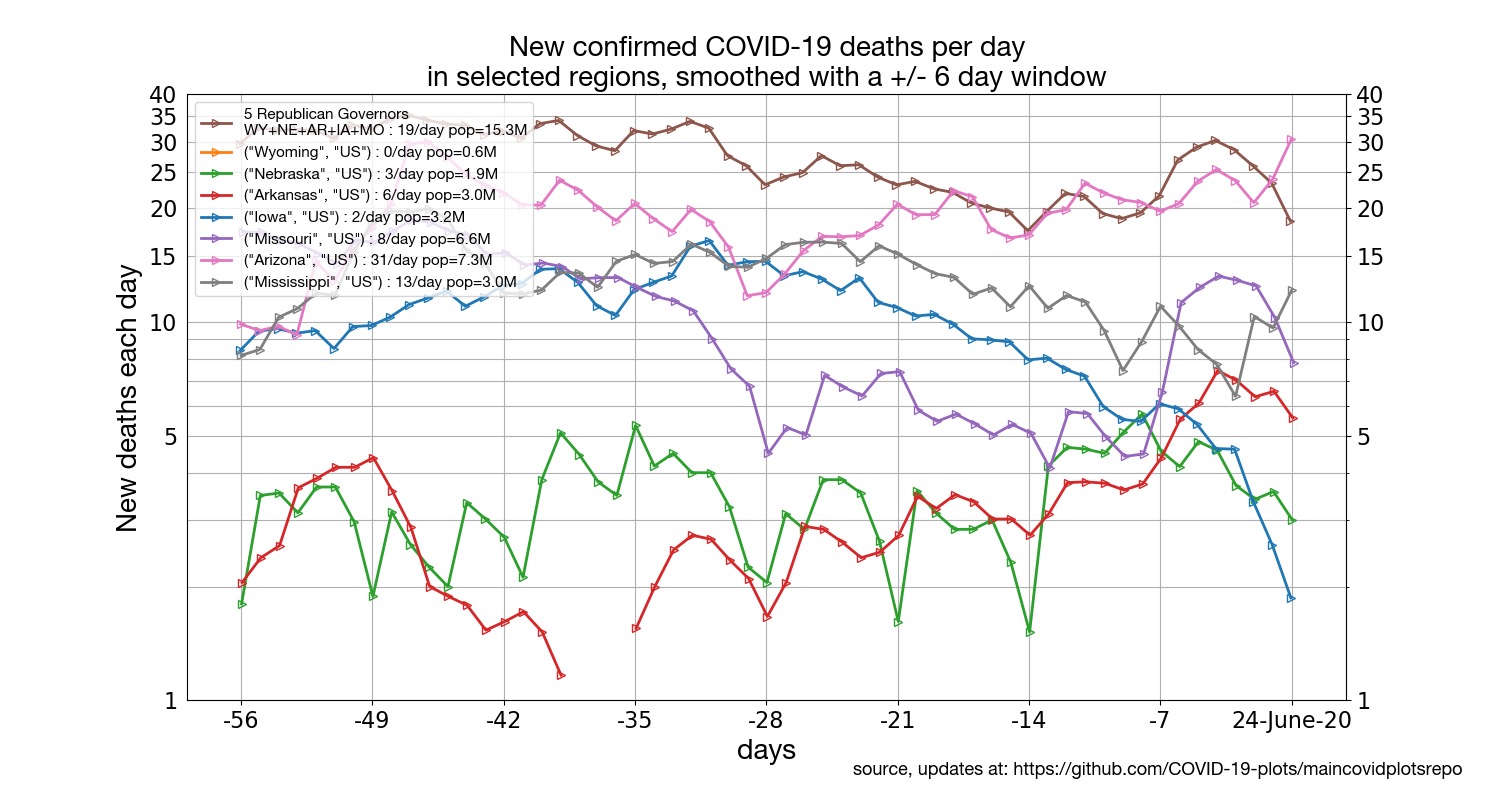 New confirmed COVID-19 deaths per day
in selected regions, smoothed with a +/- 6 day window
40
35
30
25
20
15
10
5
1
40
35
30
25
20
15
10
5
1
New deaths each day
5 Republican Governors
WY+NE+AR+IA+MO : 19/day pop=15.3M
("Wyoming", "US") : 0/day pop=0.6M
("Nebraska", "US") : 3/day pop=1.9M
("Arkansas", "US") : 6/day pop=3.0M
("Iowa", "US") : 2/day pop=3.2M
("Missouri", "US") : 8/day pop=6.6M
("Arizona", "US") : 31/day pop=7.3M
("Mississippi", "US") : 13/day pop=3.0M
-56 -49 -42 -35 -28 -21 -14 -7 24-June-20
days
source, updates at: https://github.com/COVID-19-plots/maincovidplotsrepo